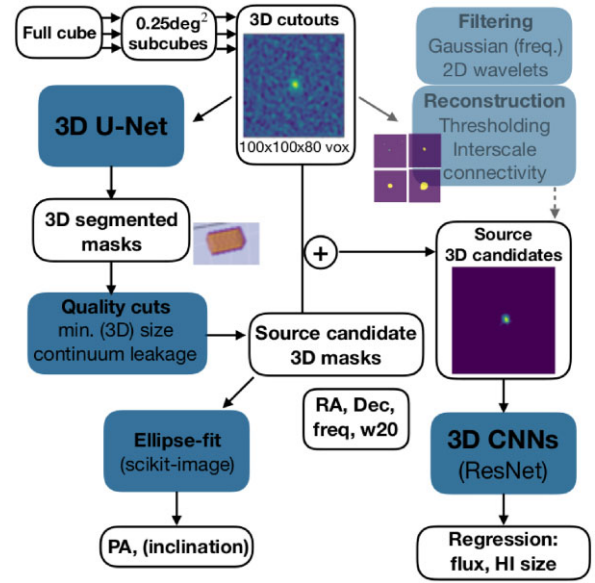 Full cube
0.25deg²
subcubes
3D cutouts
100x100x80 vox
Filtering
Gaussian (freq.)
2D wavelets
Reconstruction
Thresholding
Interscale
connectivity
3D U-Net
3D segmented
masks
Quality cuts
min. (3D) size
continuum leakage
+
Source candidate
3D masks
Source
3D candidates
RA, Dec,
freq, w20
Ellipse-fit
(scikit-image)
PA, (inclination)
3D CNNs
(ResNet)
Regression:
flux, HI size